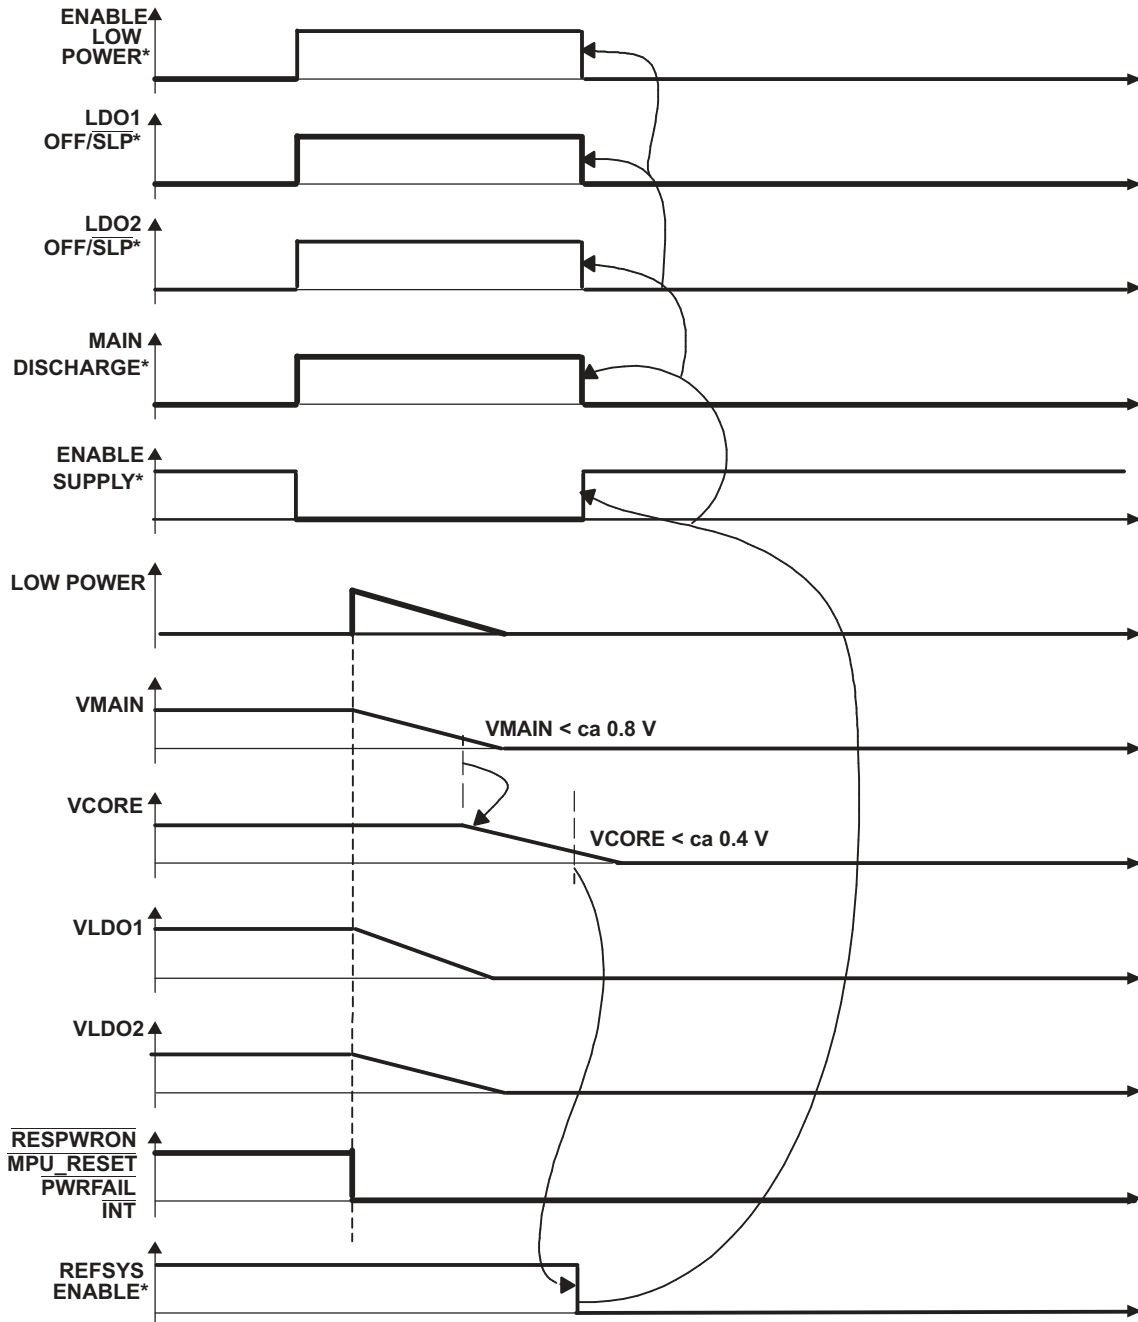 ENABLE
LOW
POWER*
LDO1
OFF/SLP*
LDO2
OFF/SLP*
MAIN
DISCHARGE*
ENABLE
SUPPLY*
LOW POWER
VMAIN
VMAIN < ca 0.8 V
VCORE
VCORE < ca 0.4 V
VLDO1
VLDO2
RESPWRON
MPU_RESET
PWRFAIL
INT
REFSYS
ENABLE*